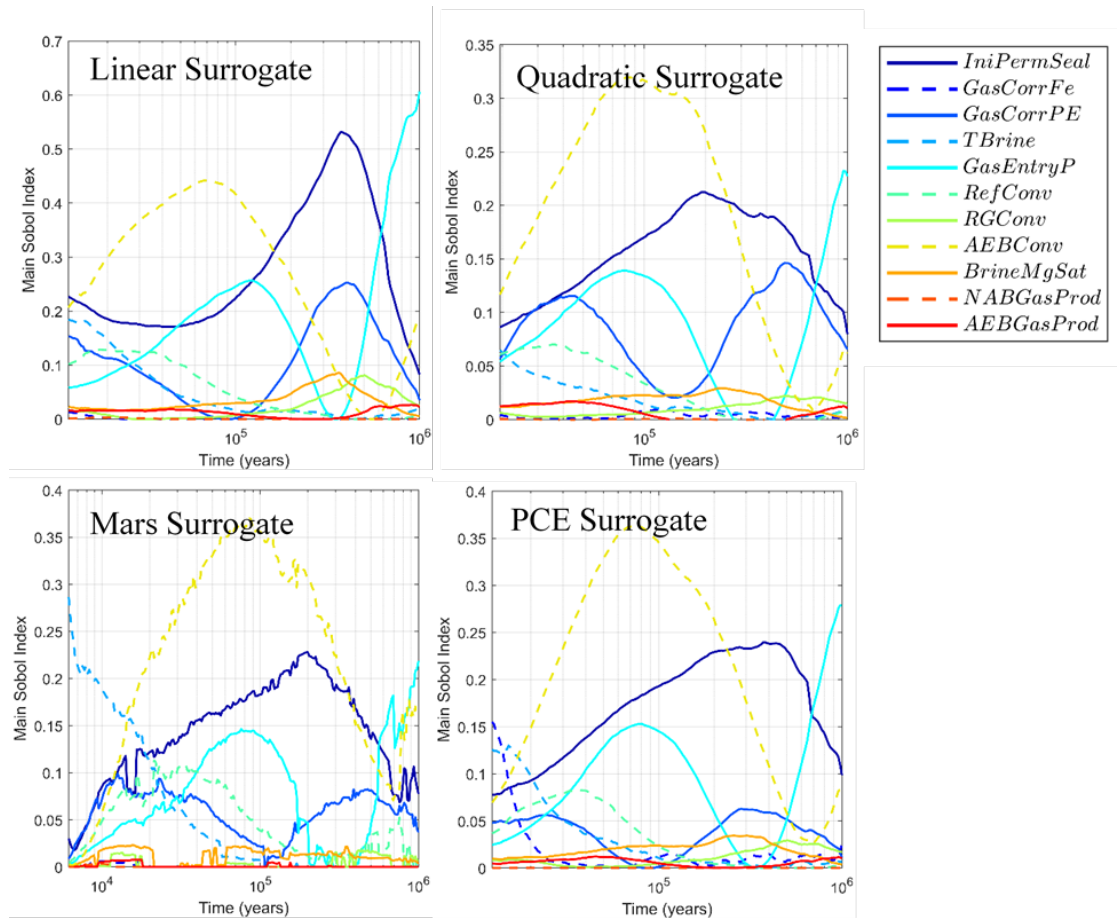 Linear Surrogate
0.7
0.6
0.5
0.4
0.3
0.2
0.1
0
Main Sobol Index
10^5
10^6
Time (years)
Quadratic Surrogate
0.35
0.3
0.25
0.2
0.15
0.1
0.05
0
Main Sobol Index
10^5
10^6
Time (years)
IniPermSeal
GasCorrFe
GasCorrPE
TBrine
GasEntryP
RefConv
RGConv
AEBConv
BrineMgSat
NABGasProd
AEBGasProd
Mars Surrogate
0.4
0.35
0.3
0.25
0.2
0.15
0.1
0.05
0
Main Sobol Index
10^4
10^5
10^6
Time (years)
PCE Surrogate
0.4
0.35
0.3
0.25
0.2
0.15
0.1
0.05
0
Main Sobol Index
10^5
10^6
Time (years)